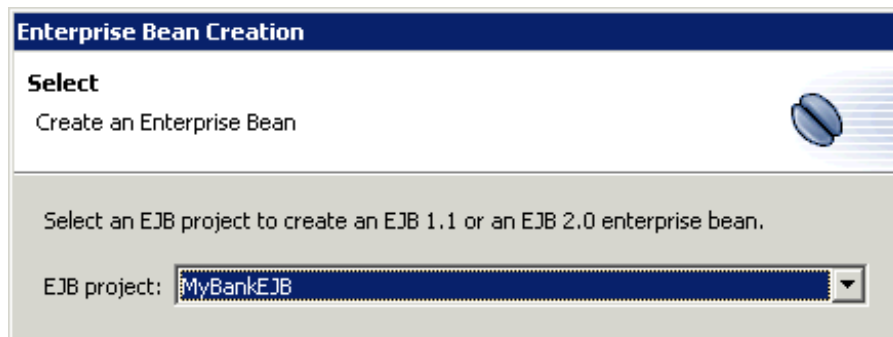 Enterprise Bean Creation
Select
Create an Enterprise Bean
Select an EJB project to create an EJB 1.1 or an EJB 2.0 enterprise bean.
EJB project: MyBankEJB